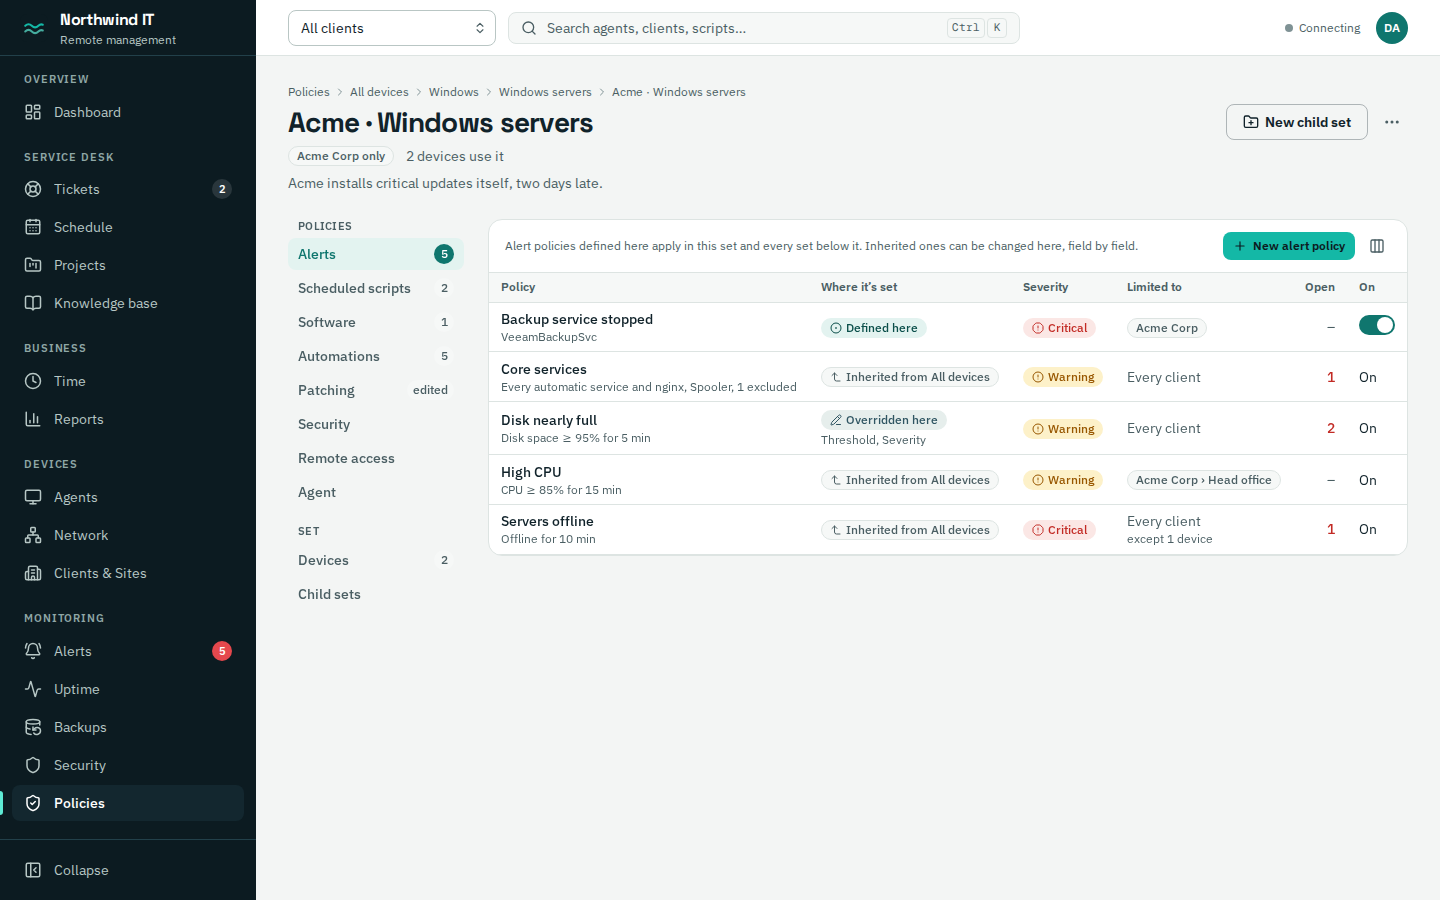 Northwind IT
Remote management
OVERVIEW
Dashboard
SERVICE DESK
Tickets 2
Schedule
Projects
Knowledge base
BUSINESS
Time
Reports
DEVICES
Agents
Network
Clients & Sites
MONITORING
Alerts 5
Uptime
Backups
Security
Policies
Collapse
All clients
Search agents, clients, scripts... Ctrl K
Connecting DA
Policies > All devices > Windows > Windows servers > Acme · Windows servers
Acme · Windows servers
New child set
Acme Corp only 2 devices use it
Acme installs critical updates itself, two days late.
POLICIES
Alerts 5
Scheduled scripts 2
Software 1
Automations 5
Patching edited
Security
Remote access
Agent
SET
Devices 2
Child sets
Alert policies defined here apply in this set and every set below it. Inherited ones can be changed here, field by field.
New alert policy
Policy Where it’s set Severity Limited to Open On
Backup service stopped
VeeamBackupSvc
Defined here Critical Acme Corp –
Core services
Every automatic service and nginx, Spooler, 1 excluded
Inherited from All devices Warning Every client 1 On
Disk nearly full
Disk space ≥ 95% for 5 min
Overridden here
Threshold, Severity
Warning Every client 2 On
High CPU
CPU ≥ 85% for 15 min
Inherited from All devices Warning Acme Corp › Head office – On
Servers offline
Offline for 10 min
Inherited from All devices Critical Every client
except 1 device
1 On